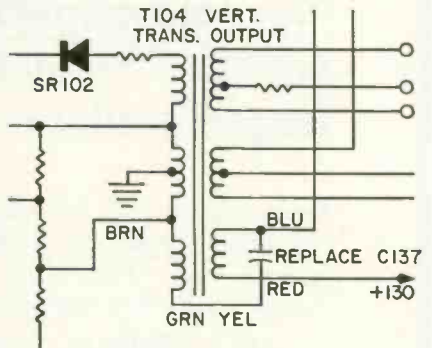 T104 VERT.
TRANS. OUTPUT
SR102
BLU
BRN
REPLACE C137
RED
+130
GRN YEL